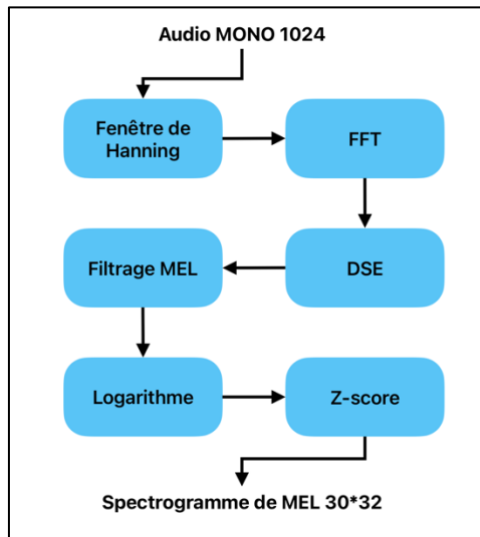 Audio MONO 1024
Fenêtre de
Hanning
FFT
DSE
Filtrage MEL
Logarithme
Z-score
Spectrogramme de MEL 30*32